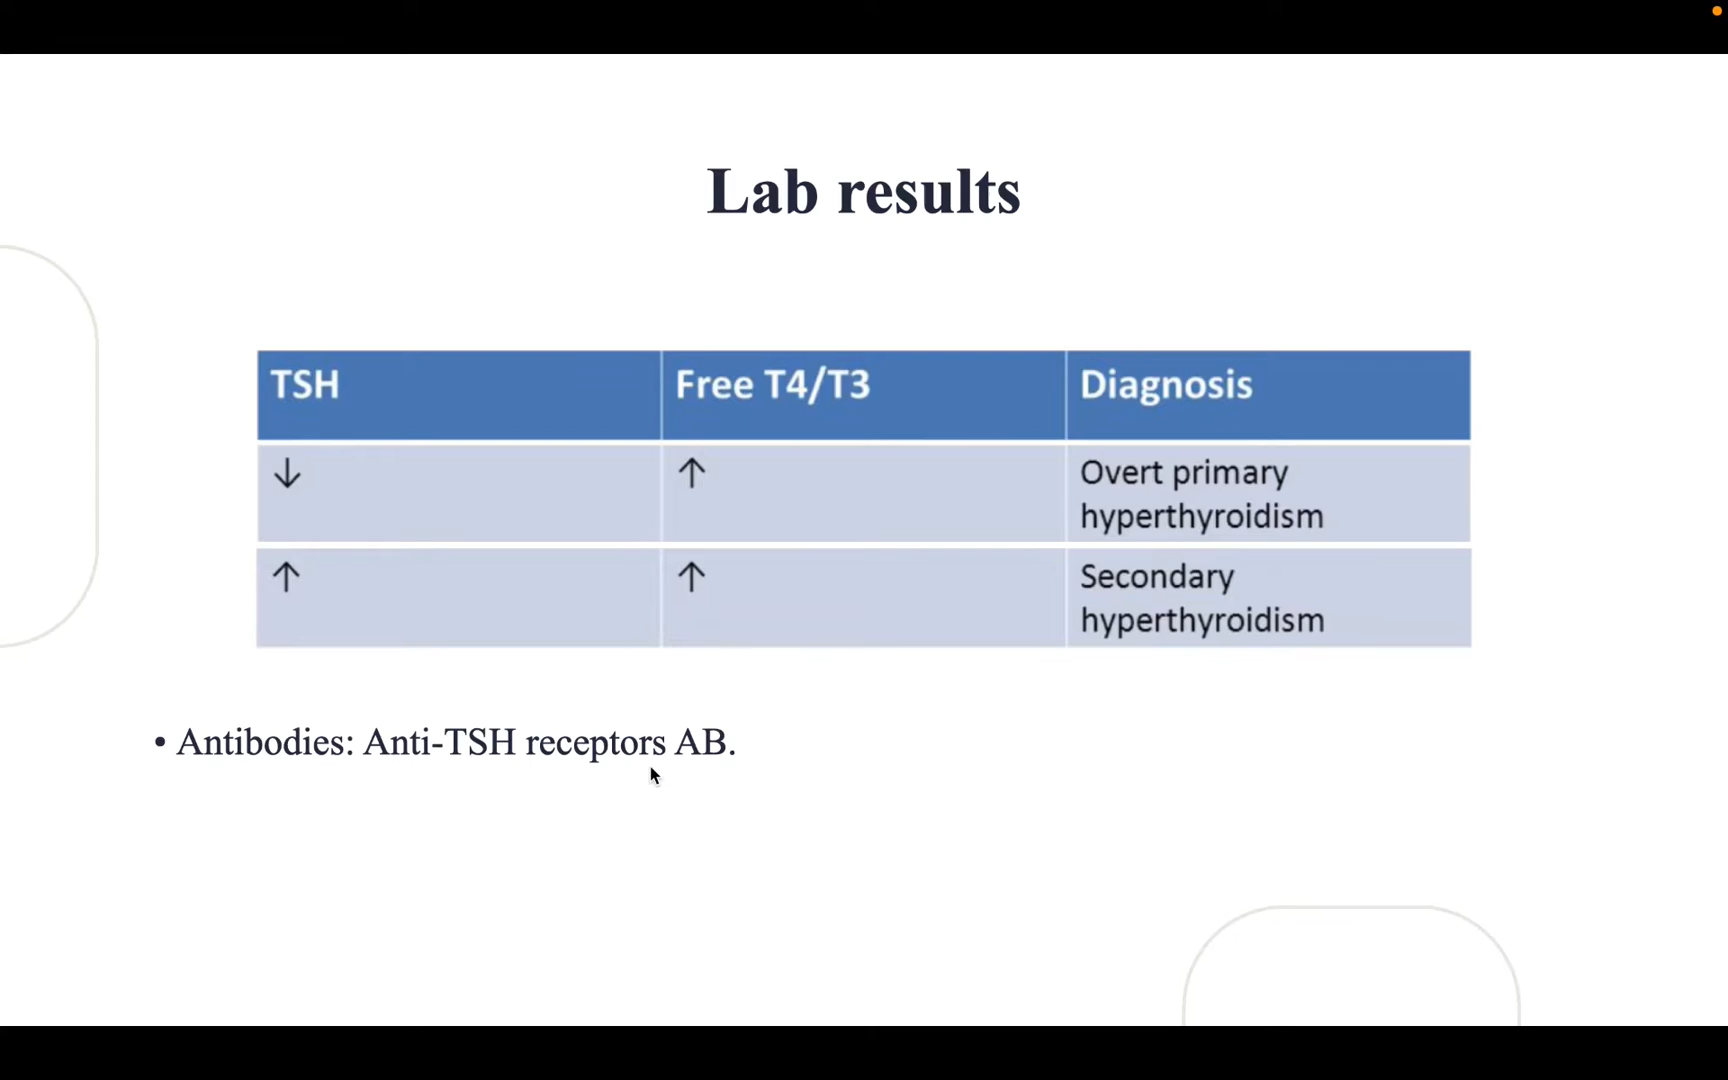 Lab results
TSH Free T4/T3 Diagnosis
↓ ↑ Overt primary
hyperthyroidism
↑ ↑ Secondary
hyperthyroidism
• Antibodies: Anti-TSH receptors AB.